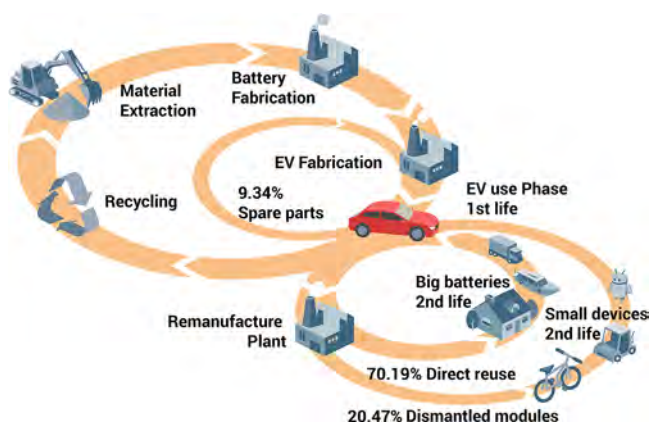 Battery
Fabrication
Material
Extraction
EV Fabrication
EV use Phase
1st life
9.34%
Spare parts
Recycling
Big batteries
2nd life
Small devices
2nd life
Remanufacture
Plant
70.19% Direct reuse
20.47% Dismantled modules